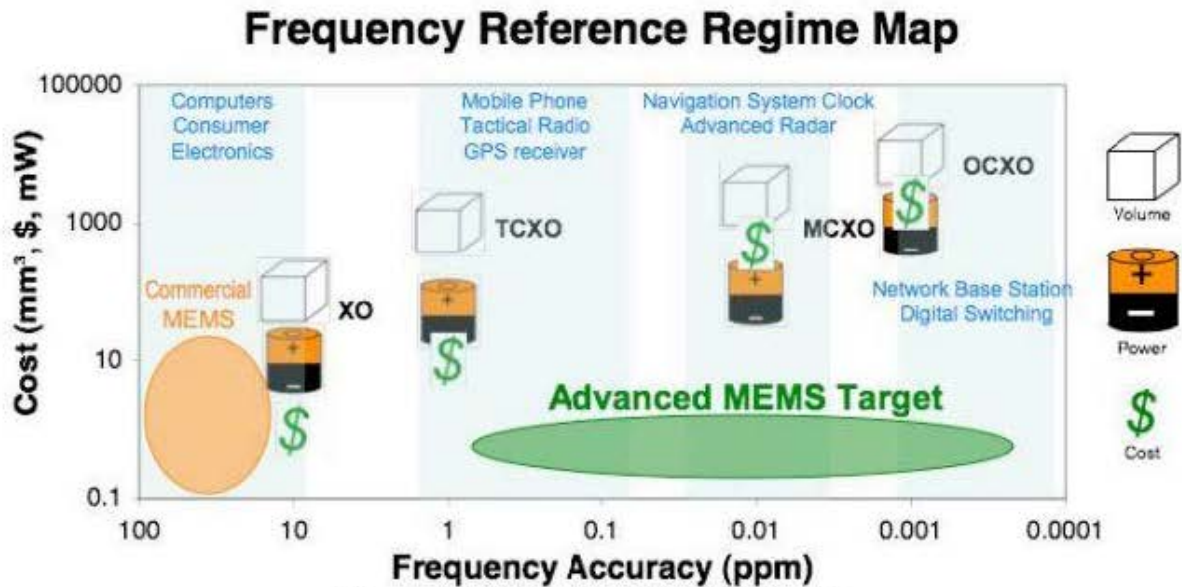 Frequency Reference Regime Map
100000
1000
10
0.1
Cost (mm³, $, mW)
Computers
Consumer
Electronics
Mobile Phone
Tactical Radio
GPS receiver
Navigation System Clock
Advanced Radar
OCXO
TCXO
MCXO
Commercial
MEMS
XO
Network Base Station
Digital Switching
Advanced MEMS Target
$
$
$
$
+
−
+
−
+
−
+
−
100
10
1
0.1
0.01
0.001
0.0001
Frequency Accuracy (ppm)
Volume
+
−
Power
$
Cost